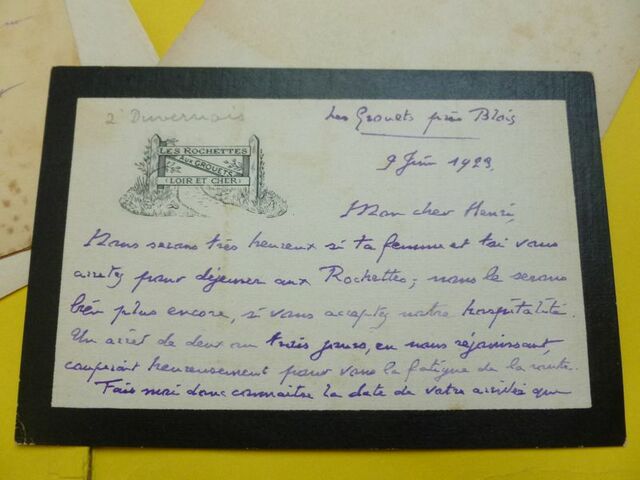 2 Duvernois
Les Grouets près Blois
LES ROCHETTES
AUX GROUETS
(LOIR ET CHER)
9 Juin 1923.
Mon cher Henri,
Nous serons très heureux si ta femme et toi vous
arretez pour déjeuner aux Rochettes; nous le serons
bien plus encore, si vous acceptez notre hospitalité.
Un arrêt de deux ou trois jours, en nous réjouissant,
couperait heureusement pour vous la fatigue de la route.
Fais moi donc connaître la date de votre arrivée que